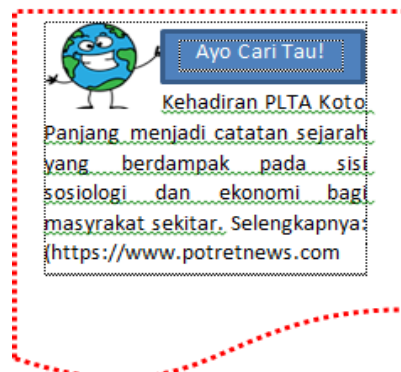 Ayo Cari Tau!
Kehadiran PLTA Koto
Panjang menjadi catatan sejarah
yang berdampak pada sisi
sosiologi dan ekonomi bagi
masyrakat sekitar. Selengkapnya:
(https://www.potretnews.com